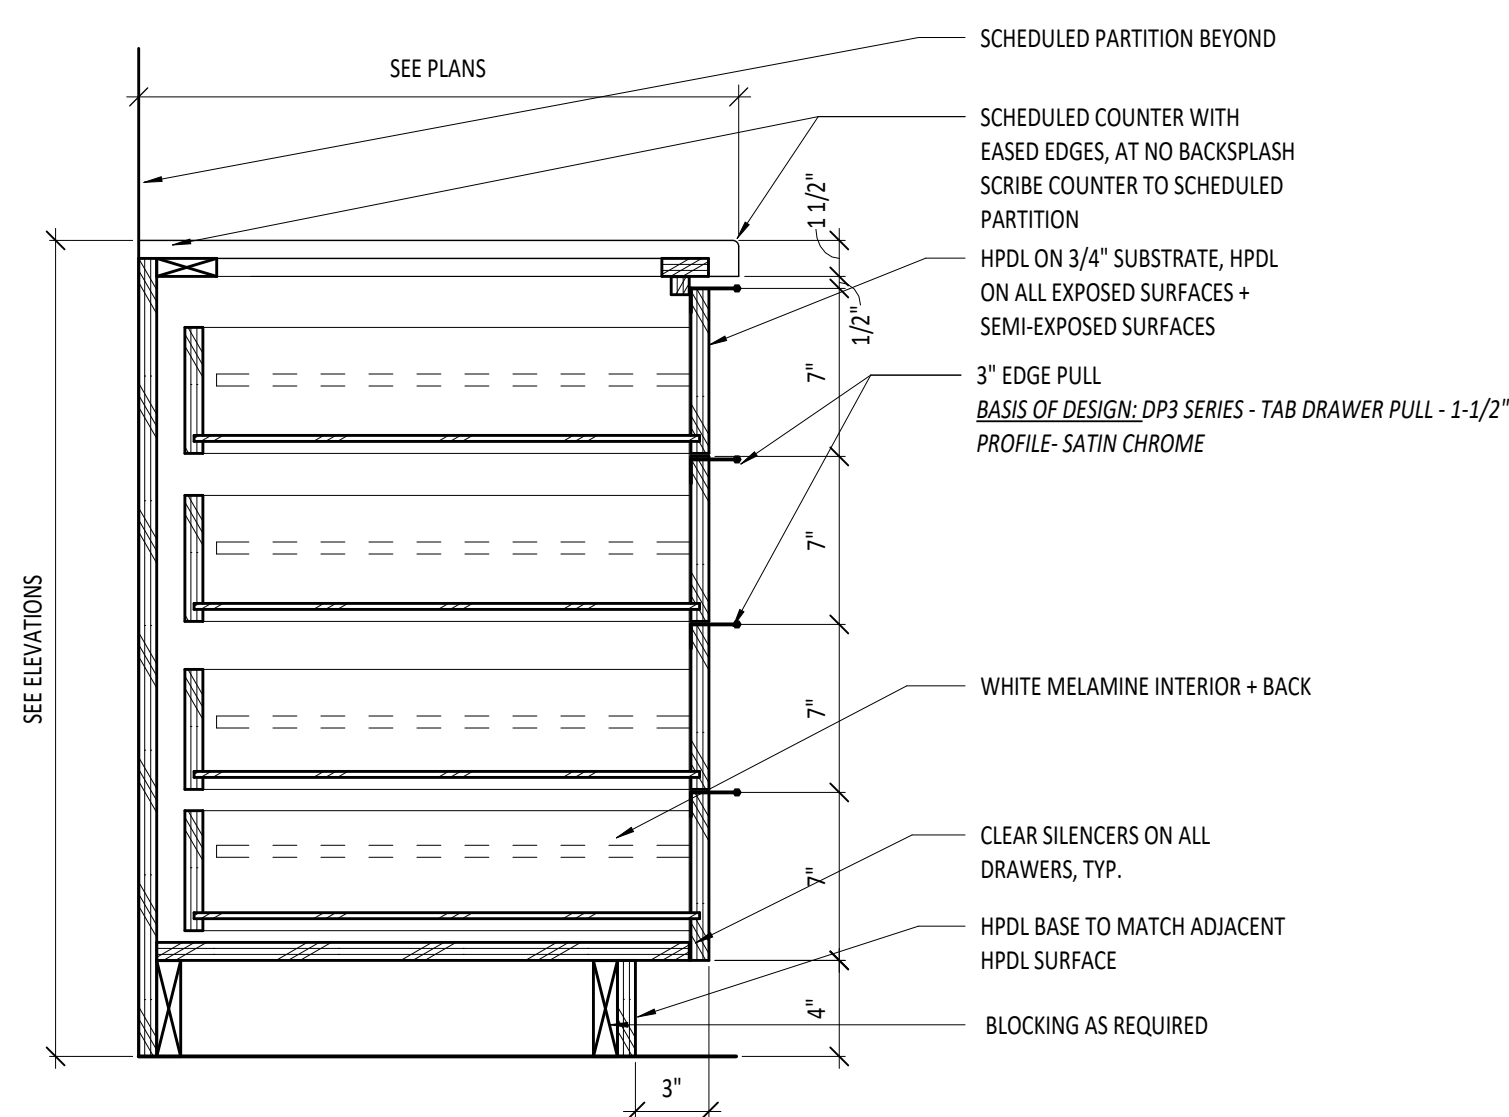 SCHEDULED PARTITION BEYOND
SEE PLANS
SCHEDULED COUNTER WITH
EASED EDGES, AT NO BACKSPLASH
SCRIBE COUNTER TO SCHEDULED
PARTITION
1 1/2"
HPDL ON 3/4" SUBSTRATE, HPDL
ON ALL EXPOSED SURFACES +
SEMI-EXPOSED SURFACES
1/2"
7"
3" EDGE PULL
BASIS OF DESIGN: DP3 SERIES - TAB DRAWER PULL - 1-1/2"
PROFILE- SATIN CHROME
7"
SEE ELEVATIONS
7"
WHITE MELAMINE INTERIOR + BACK
CLEAR SILENCERS ON ALL
DRAWERS, TYP.
7"
HPDL BASE TO MATCH ADJACENT
HPDL SURFACE
4"
BLOCKING AS REQUIRED
3"